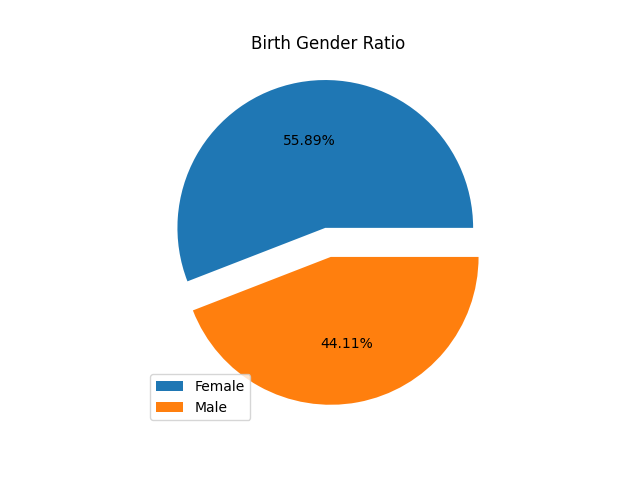 Birth Gender Ratio
55.89%
44.11%
Female
Male